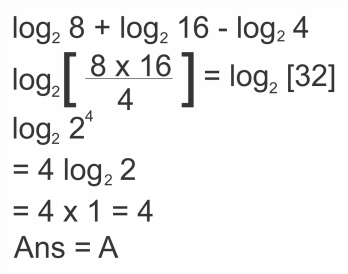 log₂ 8 + log₂ 16 - log₂ 4
log₂ [ 8 x 16 / 4 ] = log₂ [32]
log₂ 2⁴
= 4 log₂ 2
= 4 x 1 = 4
Ans = A